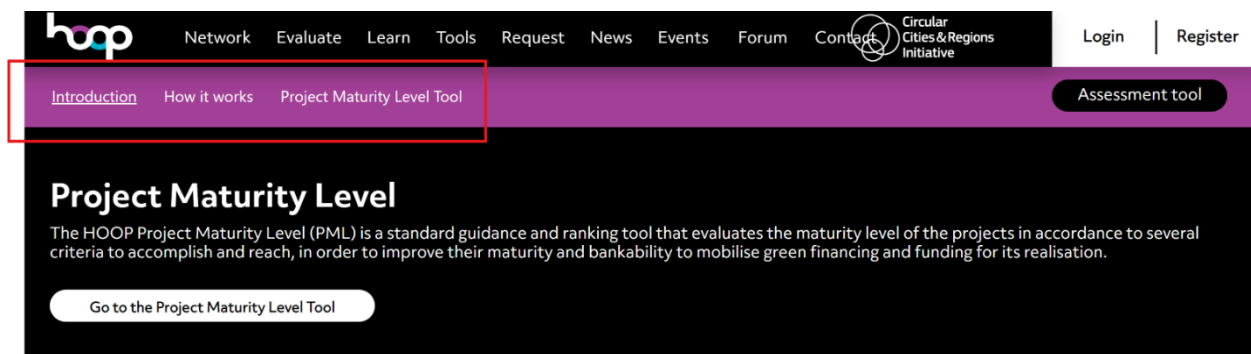 hoop Network Evaluate Learn Tools Request News Events Forum Contact Circular Cities & Regions Initiative Login Register
Introduction How it works Project Maturity Level Tool Assessment tool
Project Maturity Level
The HOOP Project Maturity Level (PML) is a standard guidance and ranking tool that evaluates the maturity level of the projects in accordance to several
criteria to accomplish and reach, in order to improve their maturity and bankability to mobilise green financing and funding for its realisation.
Go to the Project Maturity Level Tool